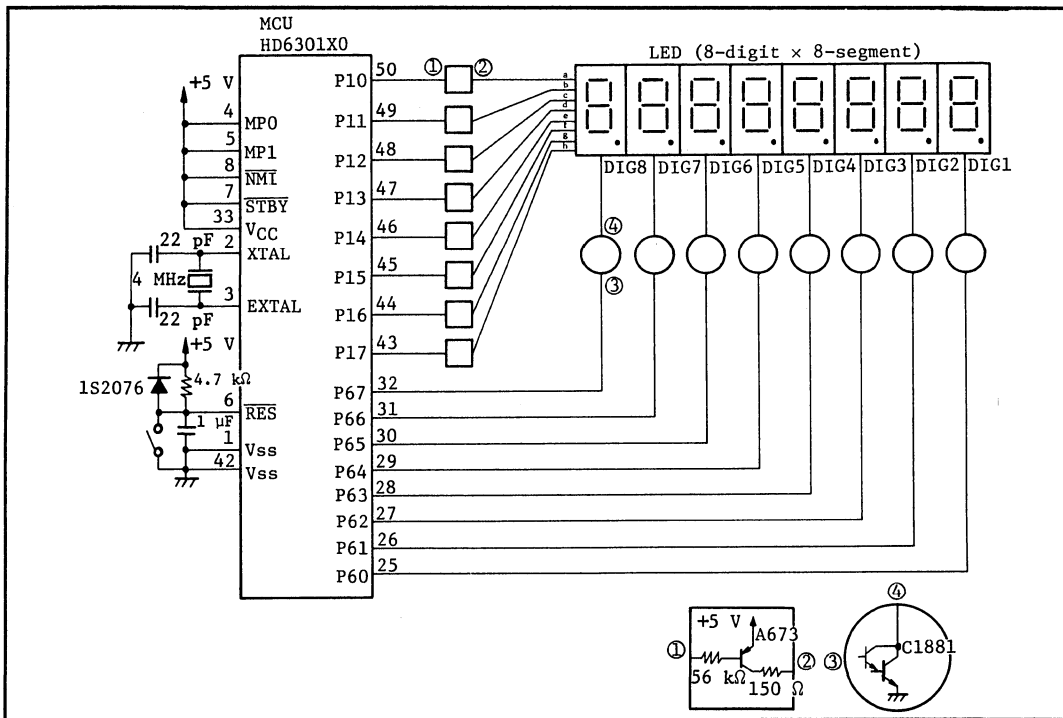 MCU
HD6301X0
LED (8-digit × 8-segment)
+5 V
4
MP0
5
MP1
8
NMI
7
STBY
33
VCC
22 pF
2
XTAL
4 MHz
3
EXTAL
22 pF
+5 V
4.7 kΩ
1S2076
6
RES
1 μF
1
Vss
42
Vss
P10
50
P11
49
P12
48
P13
47
P14
46
P15
45
P16
44
P17
43
P67
32
P66
31
P65
30
P64
29
P63
28
P62
27
P61
26
P60
25
① ②
a
b
c
d
e
f
g
h
DIG8 DIG7 DIG6 DIG5 DIG4 DIG3 DIG2 DIG1
④
③
+5 V
A673
①
56 kΩ
150 Ω
②
④
③
C1881